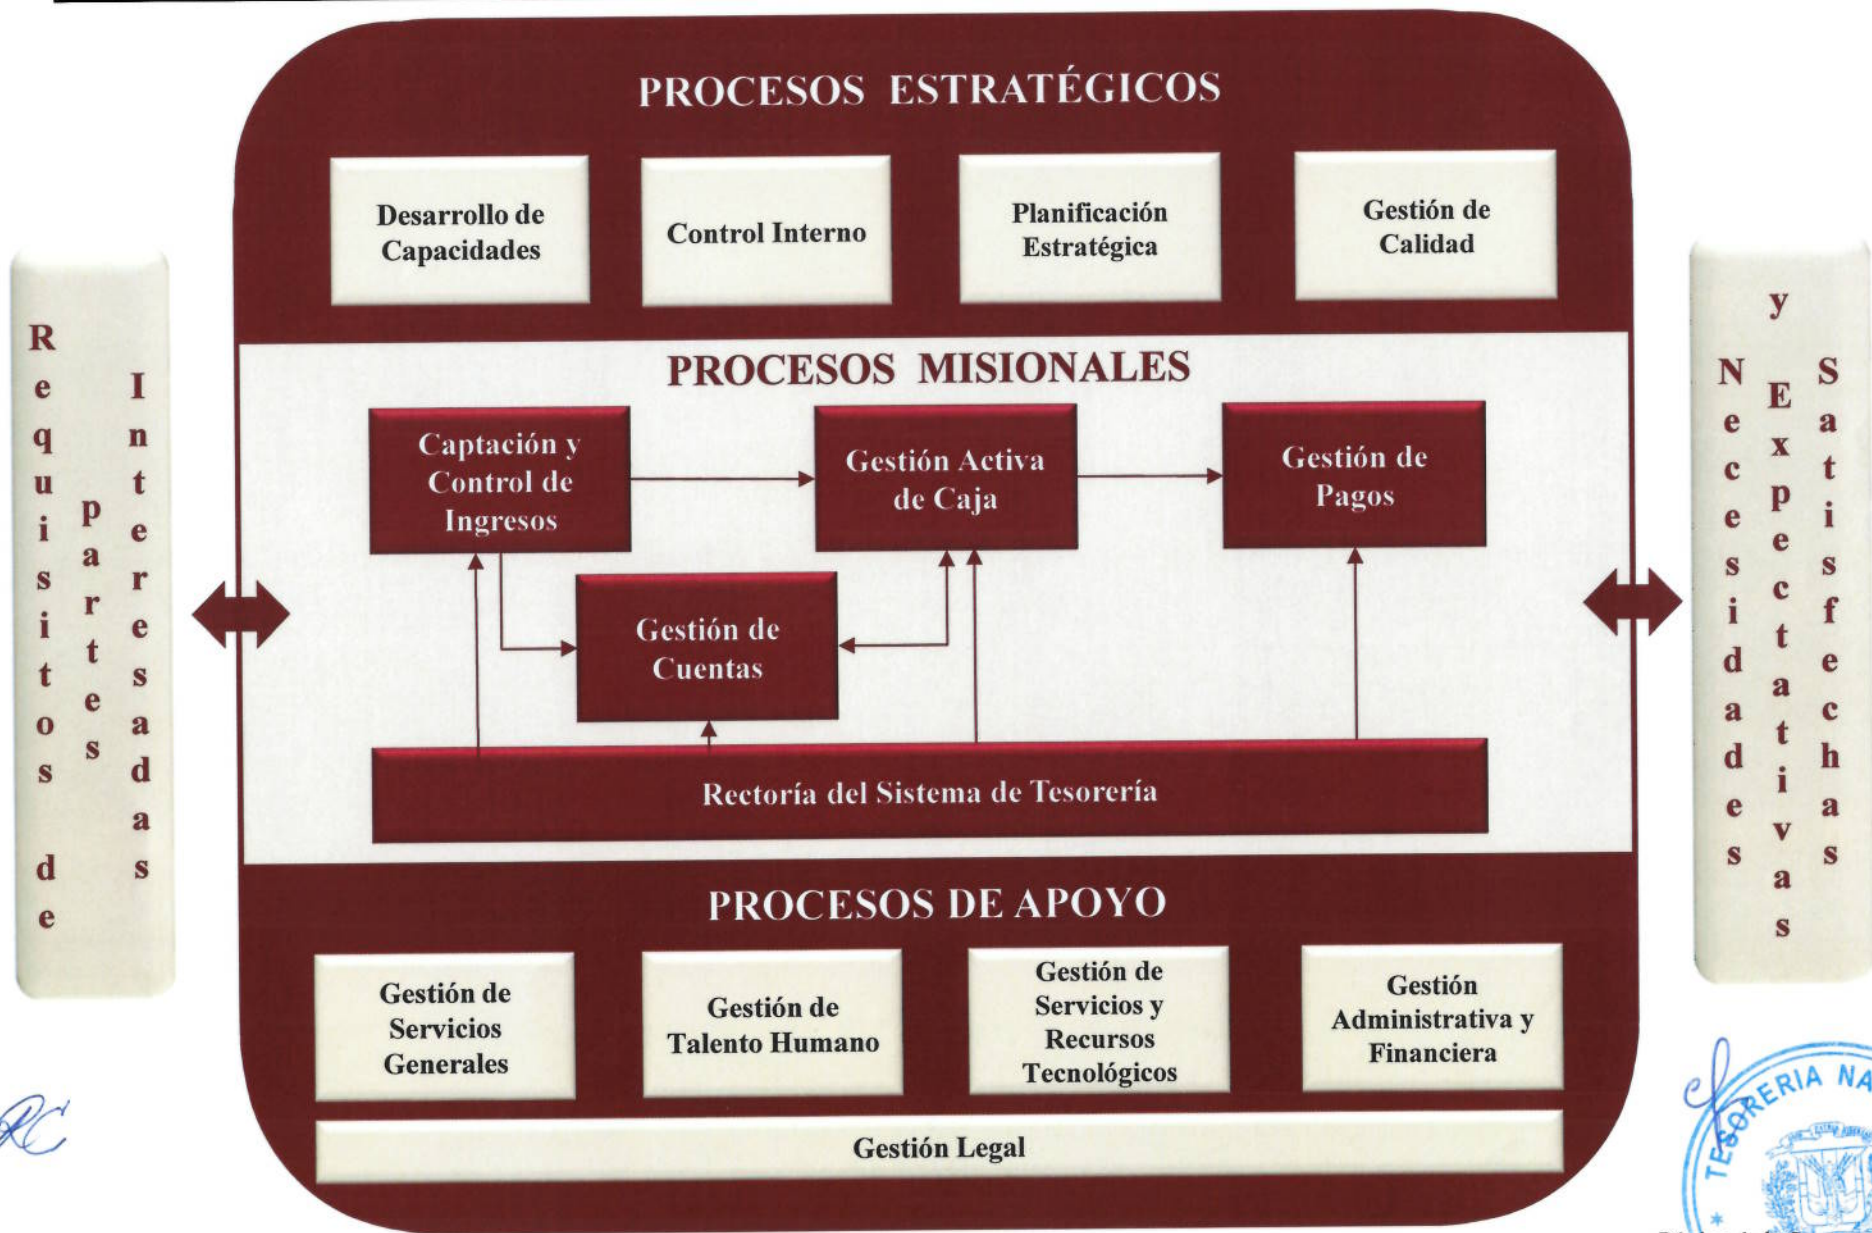 PROCESOS ESTRATÉGICOS
Desarrollo de
Capacidades
Control Interno
Planificación
Estratégica
Gestión de
Calidad
Requisitos de
partes
Interesadas
PROCESOS MISIONALES
Captación y
Control de
Ingresos
Gestión Activa
de Caja
Gestión de
Pagos
Gestión de
Cuentas
Rectoría del Sistema de Tesorería
Necesidades
y Expectativas
Satisfechas
PROCESOS DE APOYO
Gestión de
Servicios
Generales
Gestión de
Talento Humano
Gestión de
Servicios y
Recursos
Tecnológicos
Gestión
Administrativa y
Financiera
Gestión Legal
TESORERIA